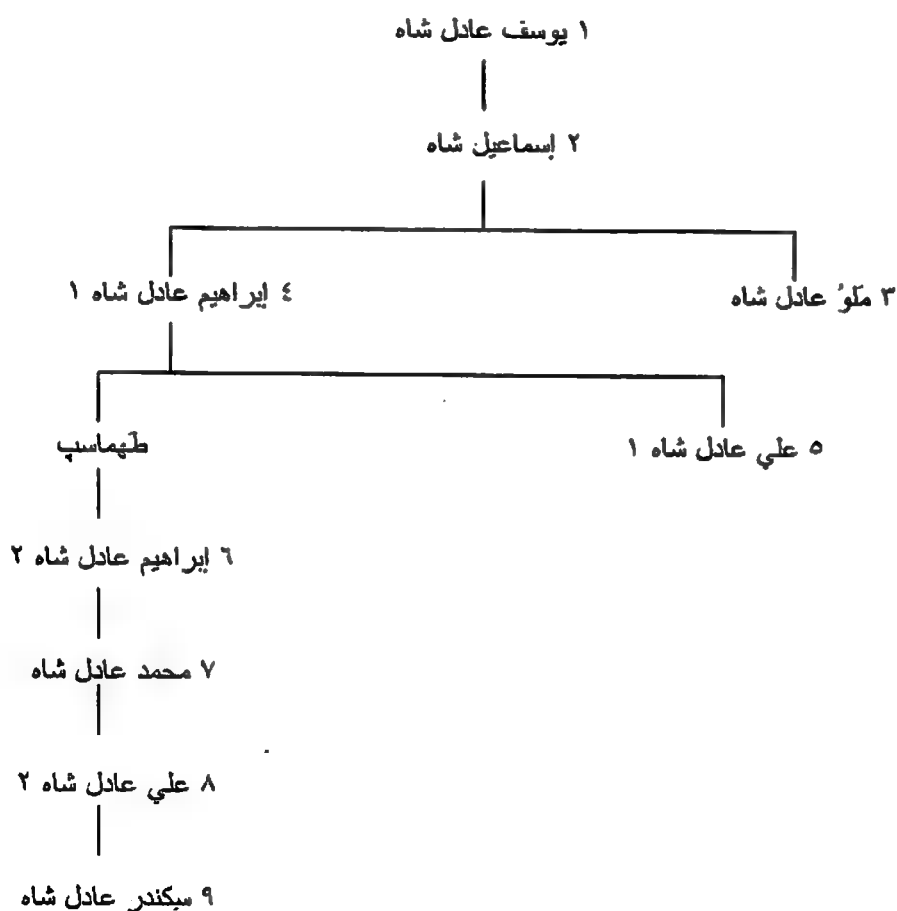 ١ يوسف عادل شاه
٢ إسماعيل شاه
٣ ملوُ عادل شاه
٤ إبراهيم عادل شاه ١
٥ علي عادل شاه ١
طهماسپ
٦ إبراهيم عادل شاه ٢
٧ محمد عادل شاه
٨ علي عادل شاه ٢
٩ سيكندر عادل شاه